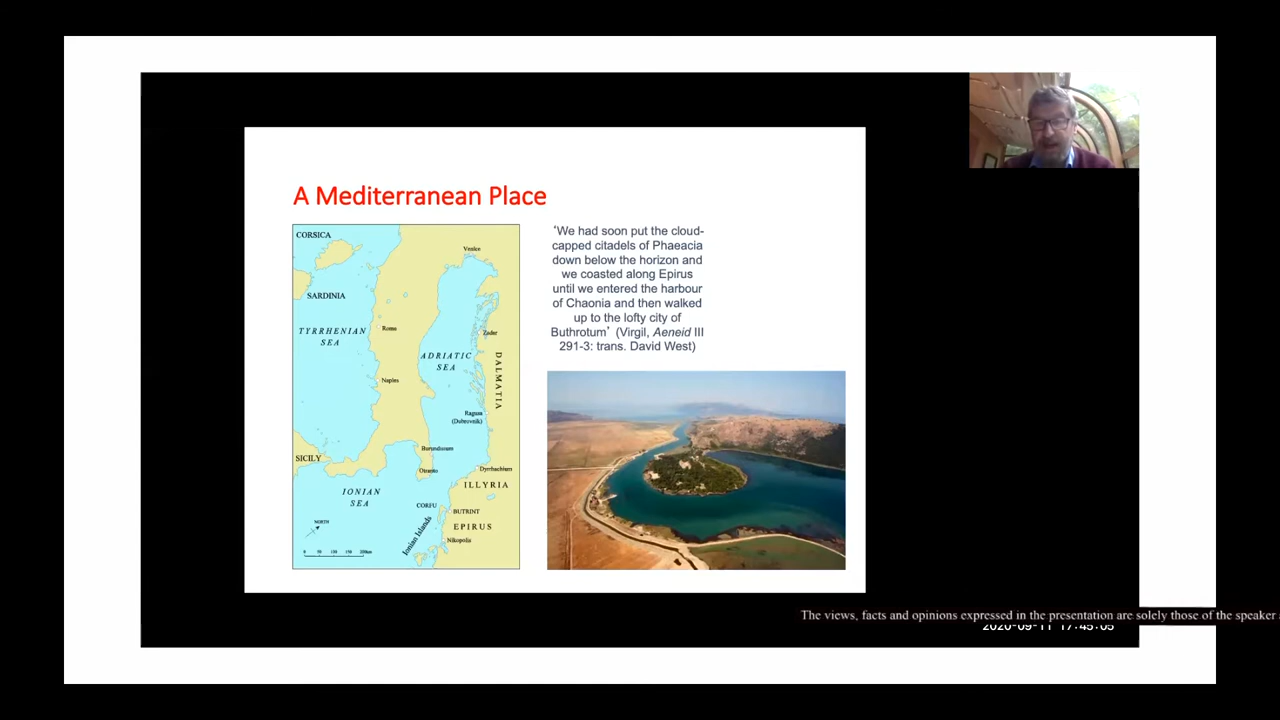 A Mediterranean Place
CORSICA
Venice
SARDINIA
TYRRHENIAN
SEA
Rome
Zadar
ADRIATIC
SEA
DALMATIA
Naples
Ragusa
(Dubrovnik)
Burundisum
SICILY
Otranto
Dyrrhachium
ILLYRIA
IONIAN
SEA
CORFU
BUTRINT
NORTH
Ionian Islands
EPIRUS
Nikopolis
0 50 100 150 200km
‘We had soon put the cloud-
capped citadels of Phaeacia
down below the horizon and
we coasted along Epirus
until we entered the harbour
of Chaonia and then walked
up to the lofty city of
Buthrotum’ (Virgil, Aeneid III
291-3: trans. David West)
The views, facts and opinions expressed in the presentation are solely those of the speaker
2020-09-11 17:45:05